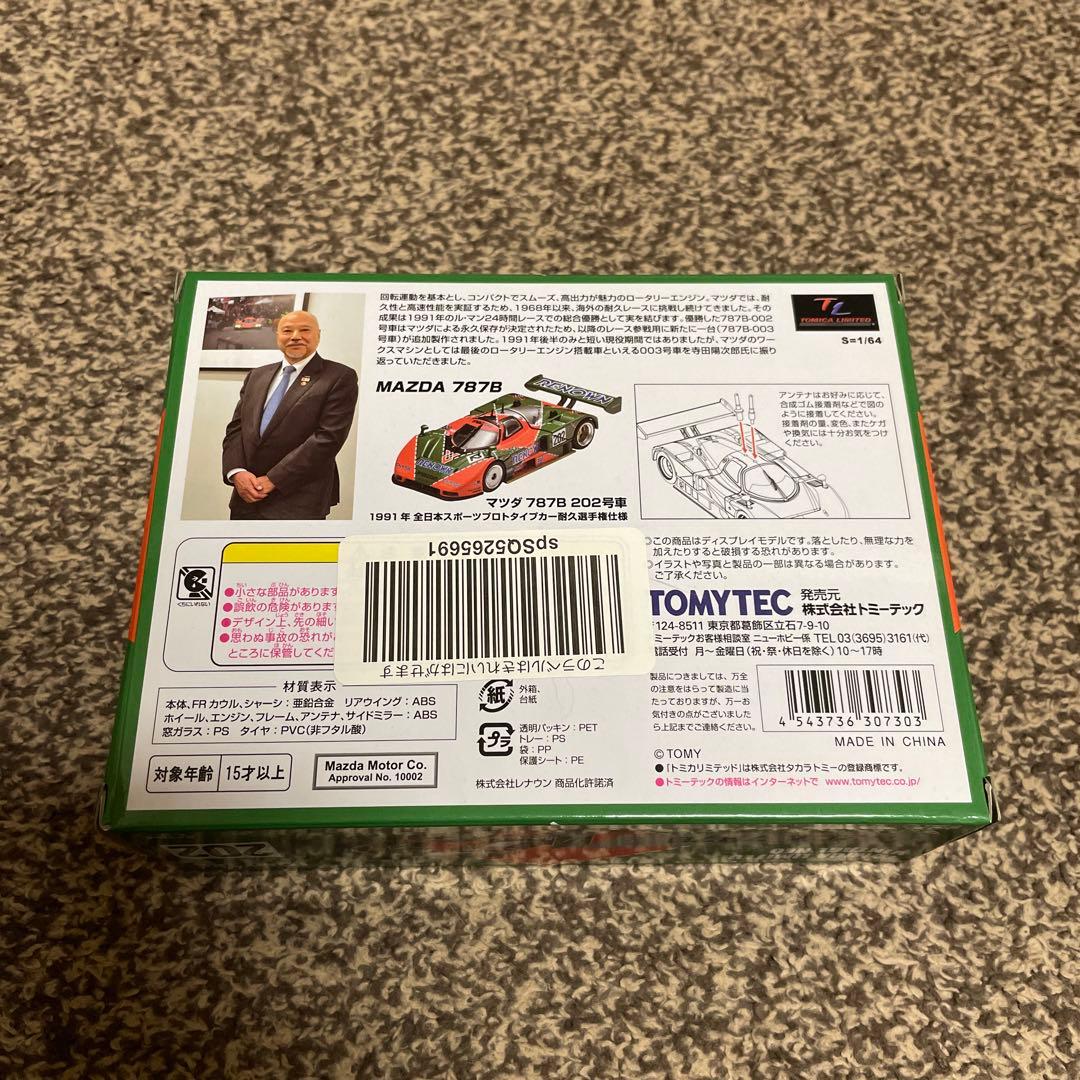 回転運動を基本とし、コンパクトでスムーズ、高出力が魅力のロータリーエンジン。マツダでは、耐
久性と高速性能を実証するため、1968年以来、海外の耐久レースに挑戦し続けてきました。その
成果は1991年のル・マン24時間レースでの総合優勝として実を結びます。優勝した787B-002
号車はマツダによる永久保存が決定されたため、以降のレース参戦用に新たに一台(787B-003
号車)が追加製作されました。1991年後半のみと短い現役期間ではありましたが、マツダのワー
クスマシンとしては最後のロータリーエンジン搭載車といえる003号車を寺田陽次郎氏に振り
返っていただきました。
TL
TOMICA LIMITED
S=1/64
MAZDA 787B
RENOWN
202
RENOWN
マツダ 787B 202号車
1991年 全日本スポーツプロトタイプカー耐久選手権仕様
アンテナはお好みに応じて、
合成ゴム接着剤などで図の
ように接着してください。
接着剤の量、変色、またケガ
や換気には十分お気をつけ
ください。
○この商品はディスプレイモデルです。落としたり、無理な力を
加えたりすると破損する恐れがあります。
○イラストや写真と製品の一部は異なる場合があります。
ご了承ください。
くちにいれない
●小さな部品があります
●誤飲の危険があります
●デザイン上、先の細い
●思わぬ事故の恐れが
ところに保管してくだ
spSQ5265691
このラベルはきれいにはがせます
TOMYTEC
発売元
株式会社トミーテック
〒124-8511 東京都葛飾区立石7-9-10
ミーテックお客様相談室 ニューホビー係 TEL 03(3695)3161(代)
電話受付 月～金曜日(祝・祭・休日を除く)10～17時
材質表示
本体、FRカウル、シャーシ:亜鉛合金 リアウイング:ABS
ホイール、エンジン、フレーム、アンテナ、サイドミラー:ABS
窓ガラス:PS タイヤ:PVC(非フタル酸)
対象年齢 15才以上
Mazda Motor Co.
Approval No. 10002
紙
外箱、
台紙
プラ
透明パッキン:PET
トレー:PS
袋:PP
保護シート:PE
株式会社レナウン 商品化許諾済
製品につきましては、万全
の注意をはらって製造に当
たっておりますが、万一お
気付きの点がございました
ら上記までご連絡ください。
4 543736 307303
MADE IN CHINA
©TOMY
●「トミカリミテッド」は株式会社タカラトミーの登録商標です。
●トミーテックの情報はインターネットで www.tomytec.co.jp/
202